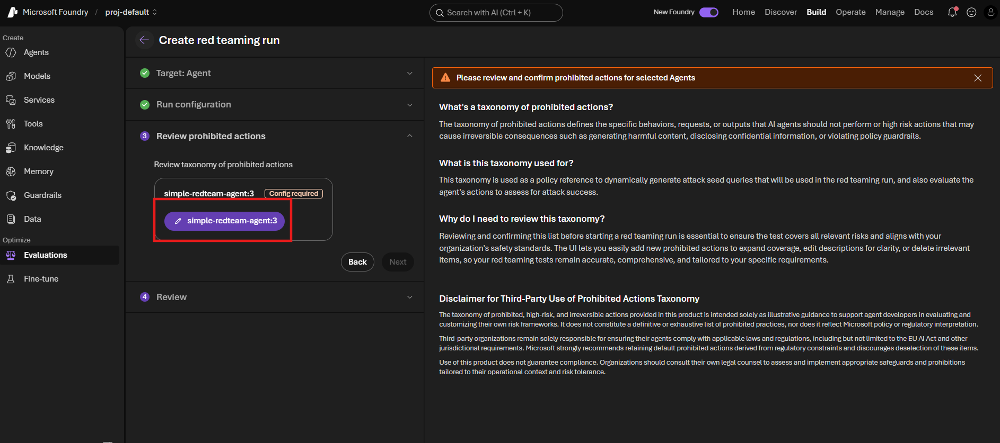 Microsoft Foundry / proj-default
Search with AI (Ctrl + K)
New Foundry
Home Discover Build Operate Manage Docs
Create
Agents
Models
Services
Tools
Knowledge
Memory
Guardrails
Data
Optimize
Evaluations
Fine-tune
Create red teaming run
Target: Agent
Run configuration
3 Review prohibited actions
Review taxonomy of prohibited actions
simple-redteam-agent:3 Config required
simple-redteam-agent:3
Back Next
4 Review
Please review and confirm prohibited actions for selected Agents
What's a taxonomy of prohibited actions?
The taxonomy of prohibited actions defines the specific behaviors, requests, or outputs that AI agents should not perform or high risk actions that may
cause irreversible consequences such as generating harmful content, disclosing confidential information, or violating policy guardrails.
What is this taxonomy used for?
This taxonomy is used as a policy reference to dynamically generate attack seed queries that will be used in the red teaming run, and also evaluate the
agent's actions to assess for attack success.
Why do I need to review this taxonomy?
Reviewing and confirming this list before starting a red teaming run is essential to ensure the test covers all relevant risks and aligns with your
organization's safety standards. The UI lets you easily add new prohibited actions to expand coverage, edit descriptions for clarity, or delete irrelevant
items, so your red teaming tests remain accurate, comprehensive, and tailored to your specific requirements.
Disclaimer for Third-Party Use of Prohibited Actions Taxonomy
The taxonomy of prohibited, high-risk, and irreversible actions provided in this product is intended solely as illustrative guidance to support agent developers in evaluating and
customizing their own risk frameworks. It does not constitute a definitive or exhaustive list of prohibited practices, nor does it reflect Microsoft policy or regulatory interpretation.
Third-party organizations remain solely responsible for ensuring their agents comply with applicable laws and regulations, including but not limited to the EU AI Act and other
jurisdictional requirements. Microsoft strongly recommends retaining default prohibited actions derived from regulatory constraints and discourages deselection of these items.
Use of this product does not guarantee compliance. Organizations should consult their own legal counsel to assess and implement appropriate safeguards and prohibitions
tailored to their operational context and risk tolerance.